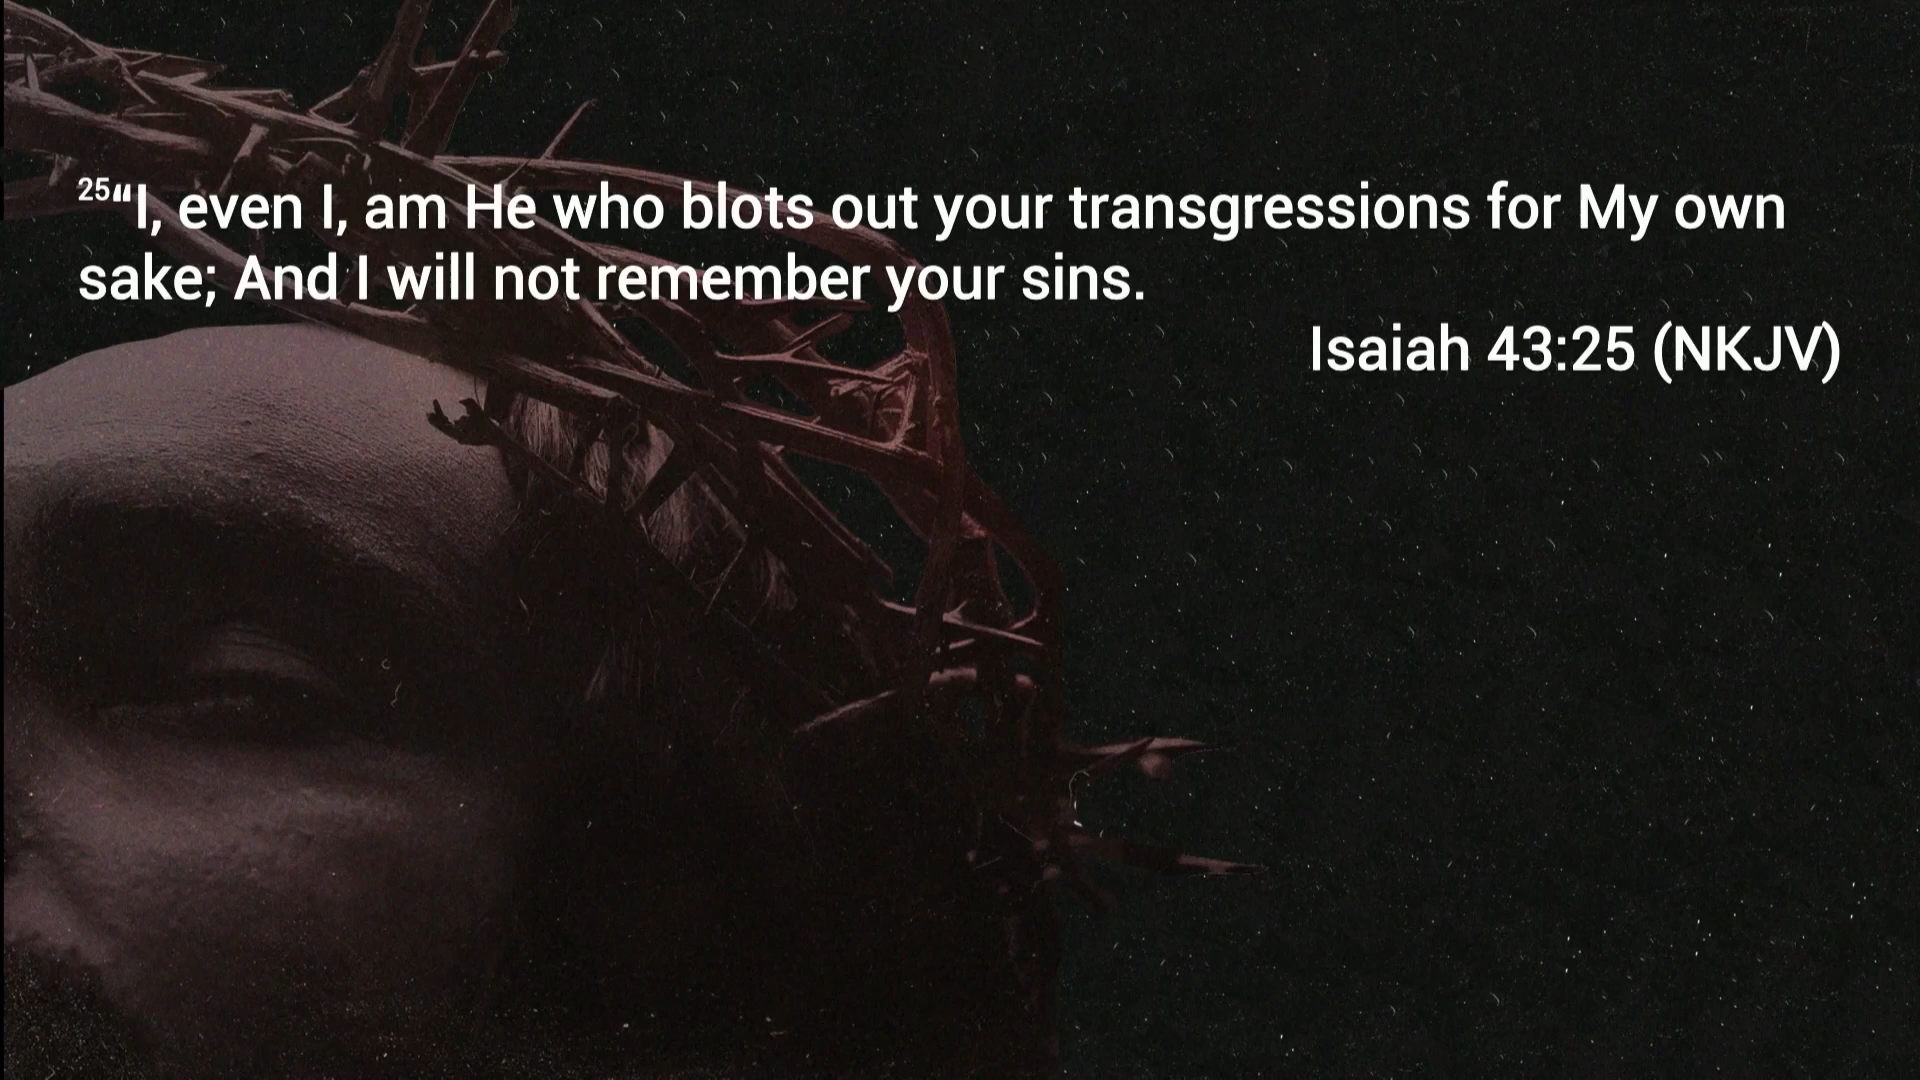 25“I, even I, am He who blots out your transgressions for My own
sake; And I will not remember your sins.
Isaiah 43:25 (NKJV)